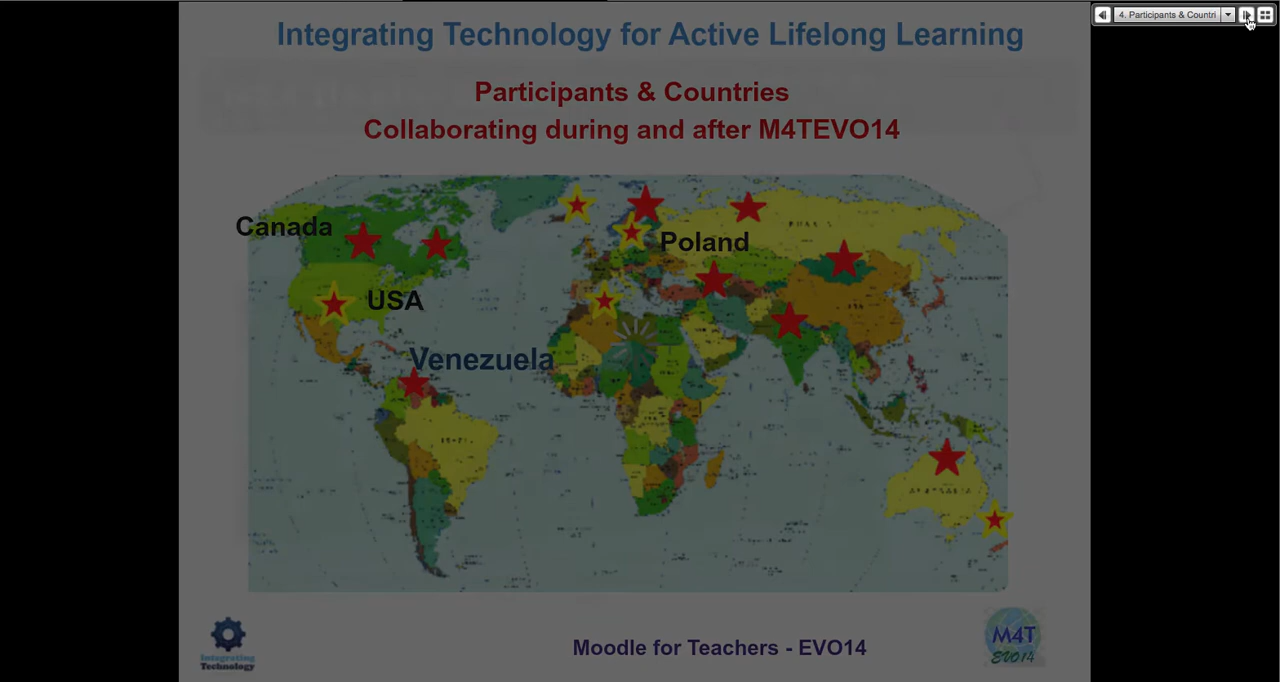 4. Participants & Countri
Integrating Technology for Active Lifelong Learning
Participants & Countries
Collaborating during and after M4TEVO14
Canada
Poland
USA
Venezuela
Moodle for Teachers - EVO14
Integrating
Technology
M4T
EVO14